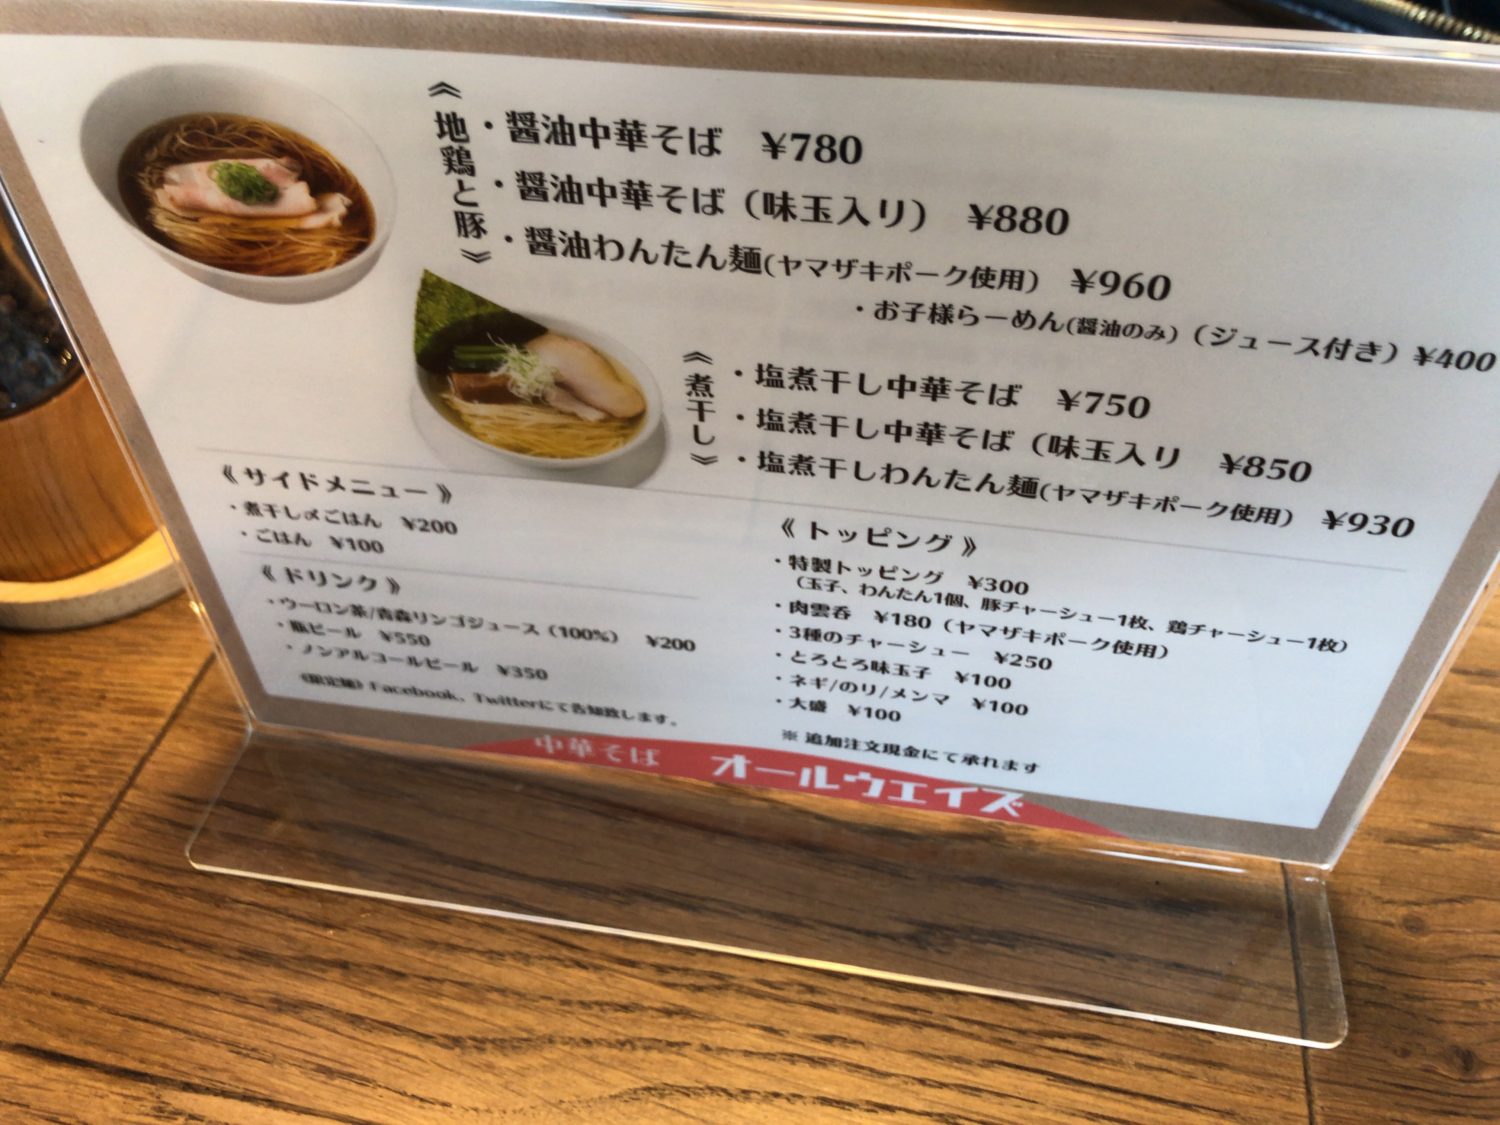 《地鶏と豚》
・醤油中華そば ¥780
・醤油中華そば（味玉入り） ¥880
・醤油わんたん麺(ヤマザキポーク使用） ¥960
・お子様らーめん(醤油のみ)（ジュース付き）¥400
《煮干し》
・塩煮干し中華そば ¥750
・塩煮干し中華そば（味玉入り ¥850
・塩煮干しわんたん麺(ヤマザキポーク使用） ¥930
《サイドメニュー》
・煮干し〆ごはん ¥200
・ごはん ¥100
《ドリンク》
・ウーロン茶/青森リンゴジュース（100%） ¥200
・瓶ビール ¥550
・ノンアルコールビール ¥350
《限定麺》Facebook、Twitterにて告知致します。
《トッピング》
・特製トッピング ¥300
（玉子、わんたん1個、豚チャーシュー1枚、鶏チャーシュー1枚）
・肉雲呑 ¥180（ヤマザキポーク使用）
・3種のチャーシュー ¥250
・とろとろ味玉子 ¥100
・ネギ/のり/メンマ ¥100
・大盛 ¥100
※ 追加注文現金にて承れます
中華そば オールウエイズ